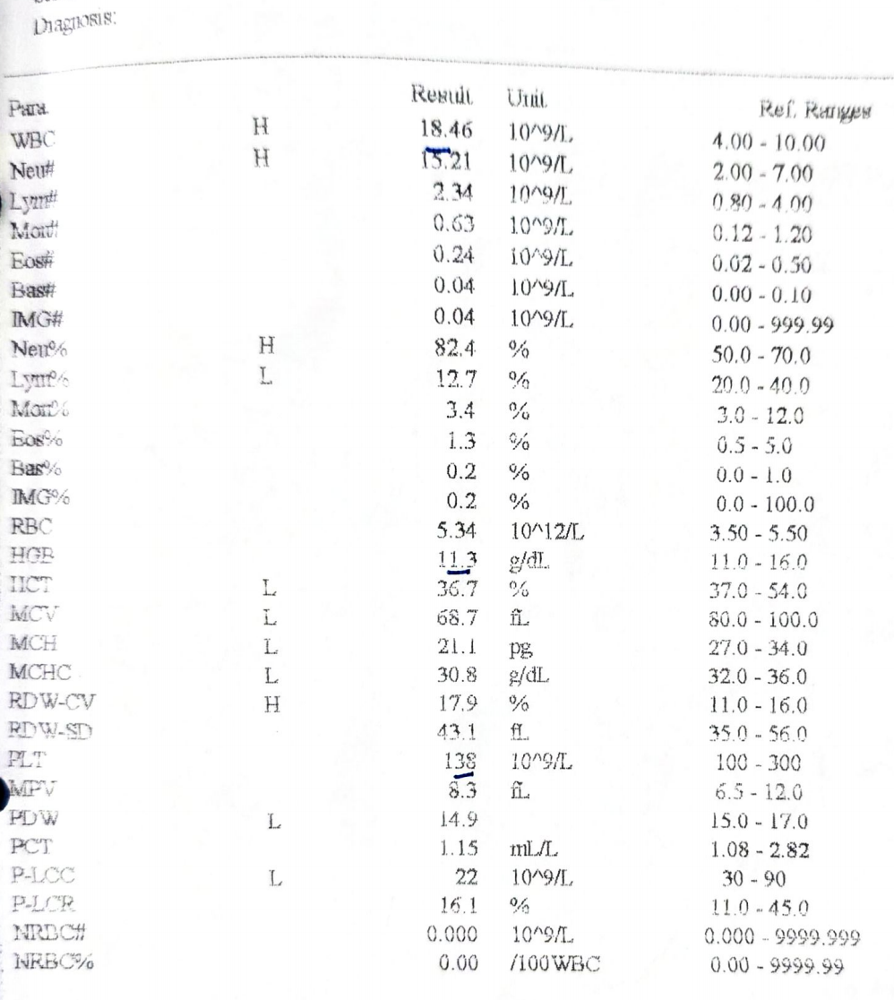 Diagnosis:
Para. Result Unit Ref. Ranges
WBC H 18.46 10^9/L 4.00 - 10.00
Neu# H 15.21 10^9/L 2.00 - 7.00
Lym# 2.34 10^9/L 0.80 - 4.00
Mon# 0.63 10^9/L 0.12 - 1.20
Eos# 0.24 10^9/L 0.02 - 0.50
Bas# 0.04 10^9/L 0.00 - 0.10
IMG# 0.04 10^9/L 0.00 - 999.99
Neu% H 82.4 % 50.0 - 70.0
Lym% L 12.7 % 20.0 - 40.0
Mon% 3.4 % 3.0 - 12.0
Eos% 1.3 % 0.5 - 5.0
Bas% 0.2 % 0.0 - 1.0
IMG% 0.2 % 0.0 - 100.0
RBC 5.34 10^12/L 3.50 - 5.50
HGB 11.3 g/dL 11.0 - 16.0
HCT L 36.7 % 37.0 - 54.0
MCV L 68.7 fL 80.0 - 100.0
MCH L 21.1 pg 27.0 - 34.0
MCHC L 30.8 g/dL 32.0 - 36.0
RDW-CV H 17.9 % 11.0 - 16.0
RDW-SD 43.1 fL 35.0 - 56.0
PLT 138 10^9/L 100 - 300
MPV 8.3 fL 6.5 - 12.0
PDW L 14.9 15.0 - 17.0
PCT 1.15 mL/L 1.08 - 2.82
P-LCC L 22 10^9/L 30 - 90
P-LCR 16.1 % 11.0 - 45.0
NRBC# 0.000 10^9/L 0.000 - 9999.999
NRBC% 0.00 /100WBC 0.00 - 9999.99